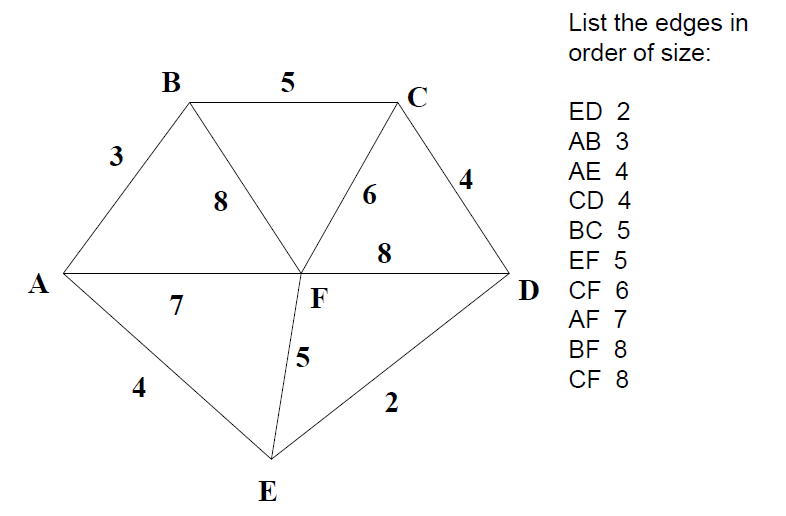 List the edges in
order of size:
B 5 C
3
8 6 4
8
A F D
7
5
4 2
E
ED 2
AB 3
AE 4
CD 4
BC 5
EF 5
CF 6
AF 7
BF 8
CF 8